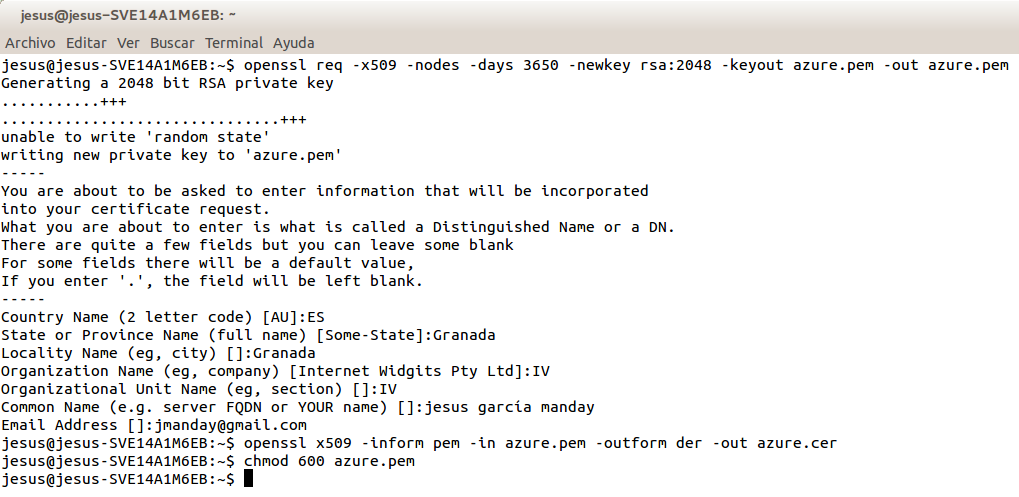 jesus@jesus-SVE14A1M6EB: ~
Archivo Editar Ver Buscar Terminal Ayuda
jesus@jesus-SVE14A1M6EB:~$ openssl req -x509 -nodes -days 3650 -newkey rsa:2048 -keyout azure.pem -out azure.pem
Generating a 2048 bit RSA private key
...........+++
...............................+++
unable to write 'random state'
writing new private key to 'azure.pem'
-----
You are about to be asked to enter information that will be incorporated
into your certificate request.
What you are about to enter is what is called a Distinguished Name or a DN.
There are quite a few fields but you can leave some blank
For some fields there will be a default value,
If you enter '.', the field will be left blank.
-----
Country Name (2 letter code) [AU]:ES
State or Province Name (full name) [Some-State]:Granada
Locality Name (eg, city) []:Granada
Organization Name (eg, company) [Internet Widgits Pty Ltd]:IV
Organizational Unit Name (eg, section) []:IV
Common Name (e.g. server FQDN or YOUR name) []:jesus garcía manday
Email Address []:jmanday@gmail.com
jesus@jesus-SVE14A1M6EB:~$ openssl x509 -inform pem -in azure.pem -outform der -out azure.cer
jesus@jesus-SVE14A1M6EB:~$ chmod 600 azure.pem
jesus@jesus-SVE14A1M6EB:~$